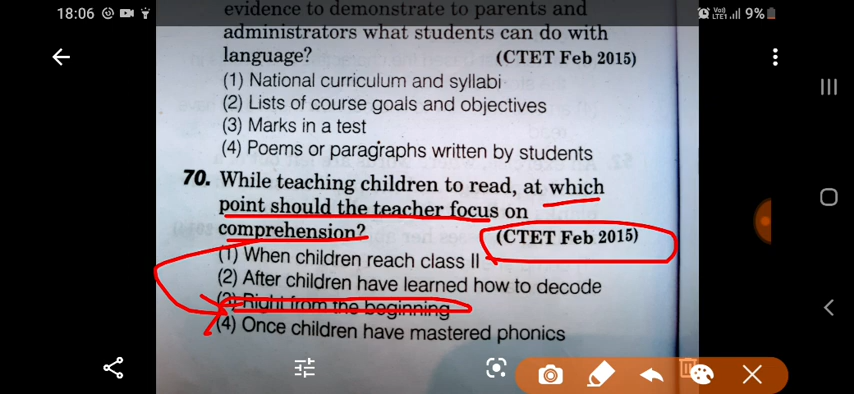 18:06
9%
evidence to demonstrate to parents and
administrators what students can do with
language? (CTET Feb 2015)
(1) National curriculum and syllabi
(2) Lists of course goals and objectives
(3) Marks in a test
(4) Poems or paragraphs written by students
70. While teaching children to read, at which
point should the teacher focus on
comprehension? (CTET Feb 2015)
(1) When children reach class II
(2) After children have learned how to decode
(3) Right from the beginning
(4) Once children have mastered phonics